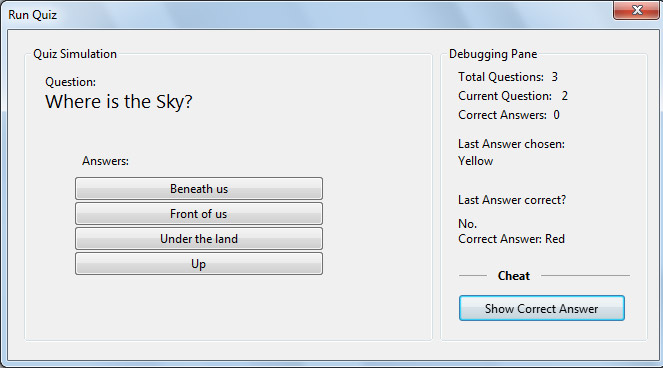 Run Quiz
Quiz Simulation
Question:
Where is the Sky?
Answers:
Beneath us
Front of us
Under the land
Up
Debugging Pane
Total Questions: 3
Current Question: 2
Correct Answers: 0
Last Answer chosen:
Yellow
Last Answer correct?
No.
Correct Answer: Red
Cheat
Show Correct Answer